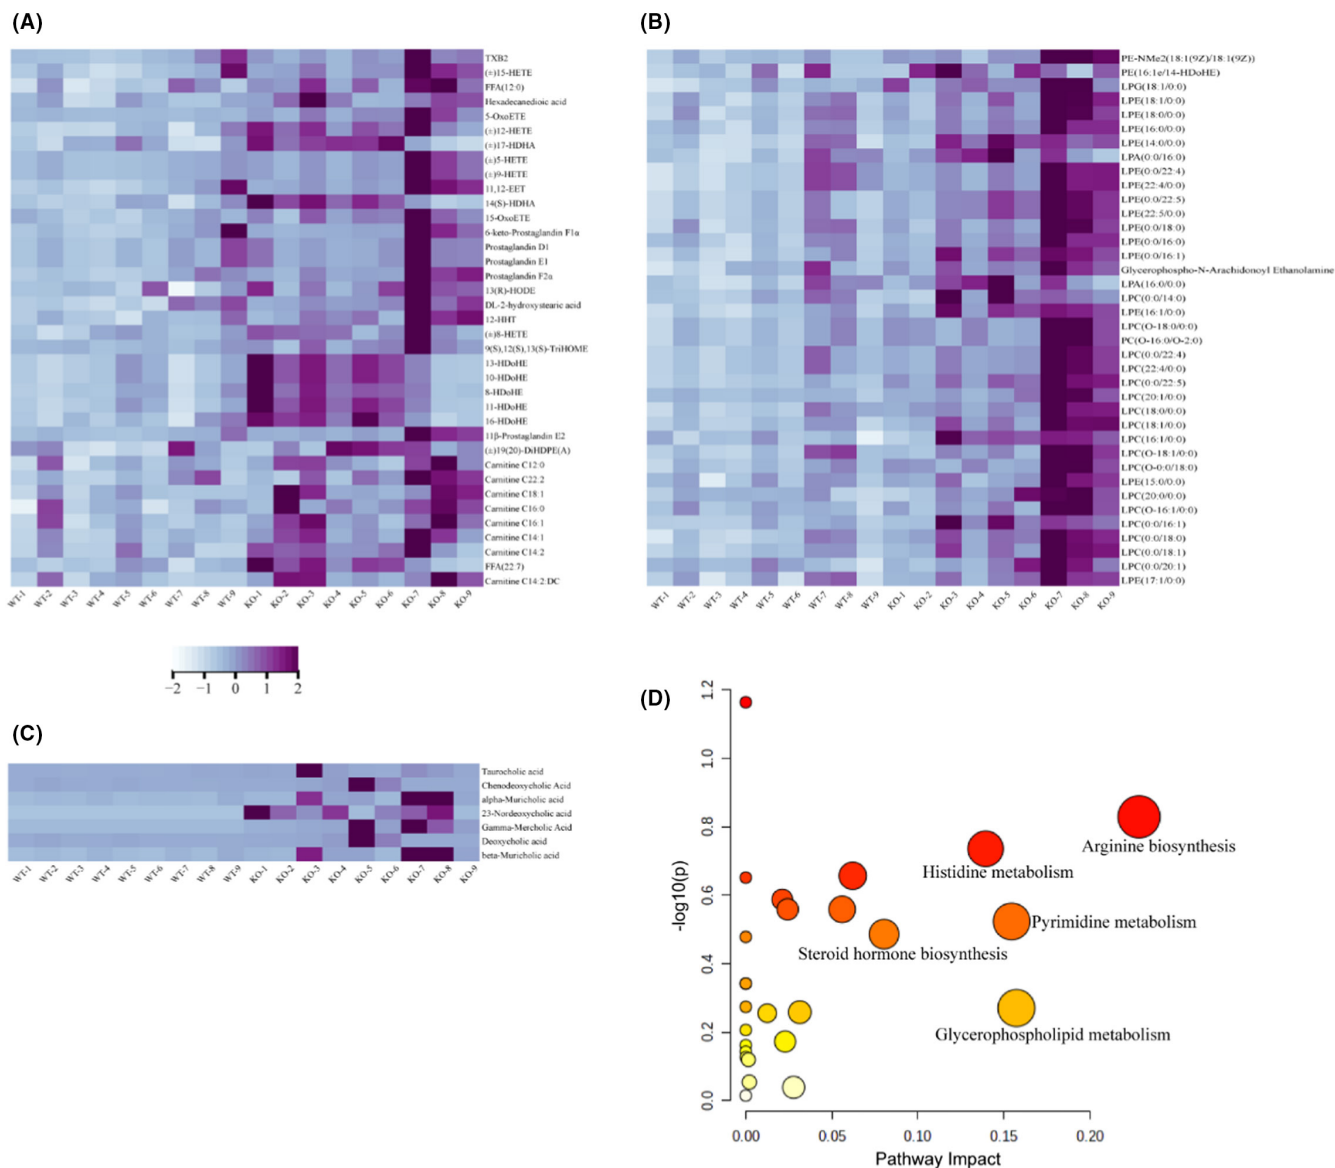 (A)
TXB2
(±)15-HETE
FFA(12:0)
Hexadecanedioic acid
5-OxoETE
(±)12-HETE
(±)17-HDHA
(±)5-HETE
(±)9-HETE
11,12-EET
14(S)-HDHA
15-OxoETE
6-keto-Prostaglandin F1α
Prostaglandin D1
Prostaglandin E1
Prostaglandin F2α
13(R)-HODE
DL-2-hydroxystearic acid
12-HHT
(±)8-HETE
9(S),12(S),13(S)-TriHOME
13-HDoHE
10-HDoHE
8-HDoHE
11-HDoHE
16-HDoHE
11β-Prostaglandin E2
(±)19(20)-DiHDPE(A)
Carnitine C12:0
Carnitine C22:2
Carnitine C18:1
Carnitine C16:0
Carnitine C16:1
Carnitine C14:1
Carnitine C14:2
FFA(22:7)
Carnitine C14:2:DC
WT-1 WT-2 WT-3 WT-4 WT-5 WT-6 WT-7 WT-8 WT-9 KO-1 KO-2 KO-3 KO-4 KO-5 KO-6 KO-7 KO-8 KO-9
−2 −1 0 1 2
(B)
PE-NMe2(18:1(9Z)/18:1(9Z))
PE(16:1e/14-HDoHE)
LPG(18:1/0:0)
LPE(18:1/0:0)
LPE(18:0/0:0)
LPE(16:0/0:0)
LPE(14:0/0:0)
LPA(0:0/16:0)
LPE(0:0/22:4)
LPE(22:4/0:0)
LPE(0:0/22:5)
LPE(22:5/0:0)
LPE(0:0/18:0)
LPE(0:0/16:0)
LPE(0:0/16:1)
Glycerophospho-N-Arachidonoyl Ethanolamine
LPA(16:0/0:0)
LPC(0:0/14:0)
LPE(16:1/0:0)
LPC(O-18:0/0:0)
PC(O-16:0/O-2:0)
LPC(0:0/22:4)
LPC(22:4/0:0)
LPC(0:0/22:5)
LPC(20:1/0:0)
LPC(18:0/0:0)
LPC(18:1/0:0)
LPC(16:1/0:0)
LPC(O-18:1/0:0)
LPC(O-0:0/18:0)
LPE(15:0/0:0)
LPC(20:0/0:0)
LPC(O-16:1/0:0)
LPC(0:0/16:1)
LPC(0:0/18:0)
LPC(0:0/18:1)
LPC(0:0/20:1)
LPE(17:1/0:0)
WT-1 WT-2 WT-3 WT-4 WT-5 WT-6 WT-7 WT-8 WT-9 KO-1 KO-2 KO-3 KO-4 KO-5 KO-6 KO-7 KO-8 KO-9
(C)
Taurocholic acid
Chenodeoxycholic Acid
alpha-Muricholic acid
23-Nordeoxycholic acid
Gamma-Mercholic Acid
Deoxycholic acid
beta-Muricholic acid
WT-1 WT-2 WT-3 WT-4 WT-5 WT-6 WT-7 WT-8 WT-9 KO-1 KO-2 KO-3 KO-4 KO-5 KO-6 KO-7 KO-8 KO-9
(D)
-log10(p)
1.2
1.0
0.8
0.6
0.4
0.2
0.0
Arginine biosynthesis
Histidine metabolism
Pyrimidine metabolism
Steroid hormone biosynthesis
Glycerophospholipid metabolism
0.00 0.05 0.10 0.15 0.20
Pathway Impact